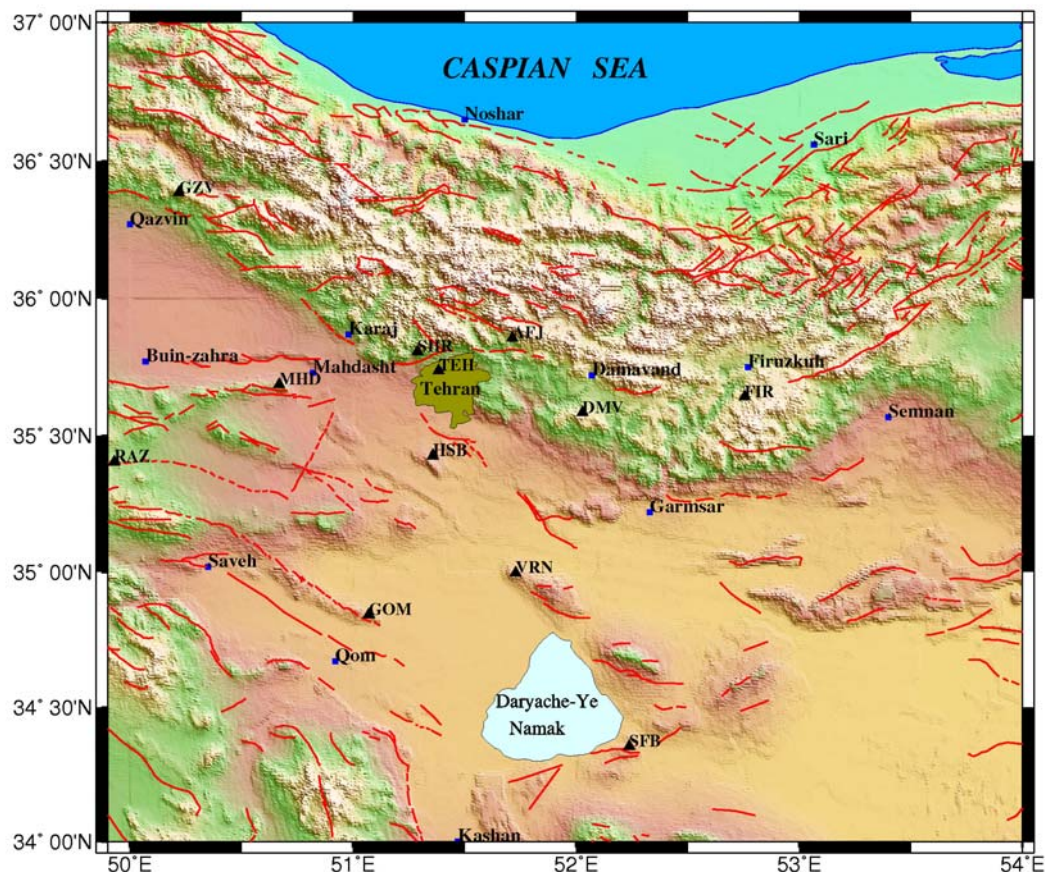 37° 00'N
CASPIAN SEA
Noshar
Sari
36° 30'N
GZV
Qazvin
36° 00'N
Karaj
AFJ
SHR
Buin-zahra
Mahdasht
TEH
Damavand
Firuzkuh
MHD
Tehran
FIR
DMV
Semnan
35° 30'N
RAZ
HSB
Garmsar
35° 00'N
Saveh
VRN
GOM
Qom
34° 30'N
Daryache-Ye
Namak
SFB
34° 00'N
Kashan
50°E
51°E
52°E
53°E
54°E